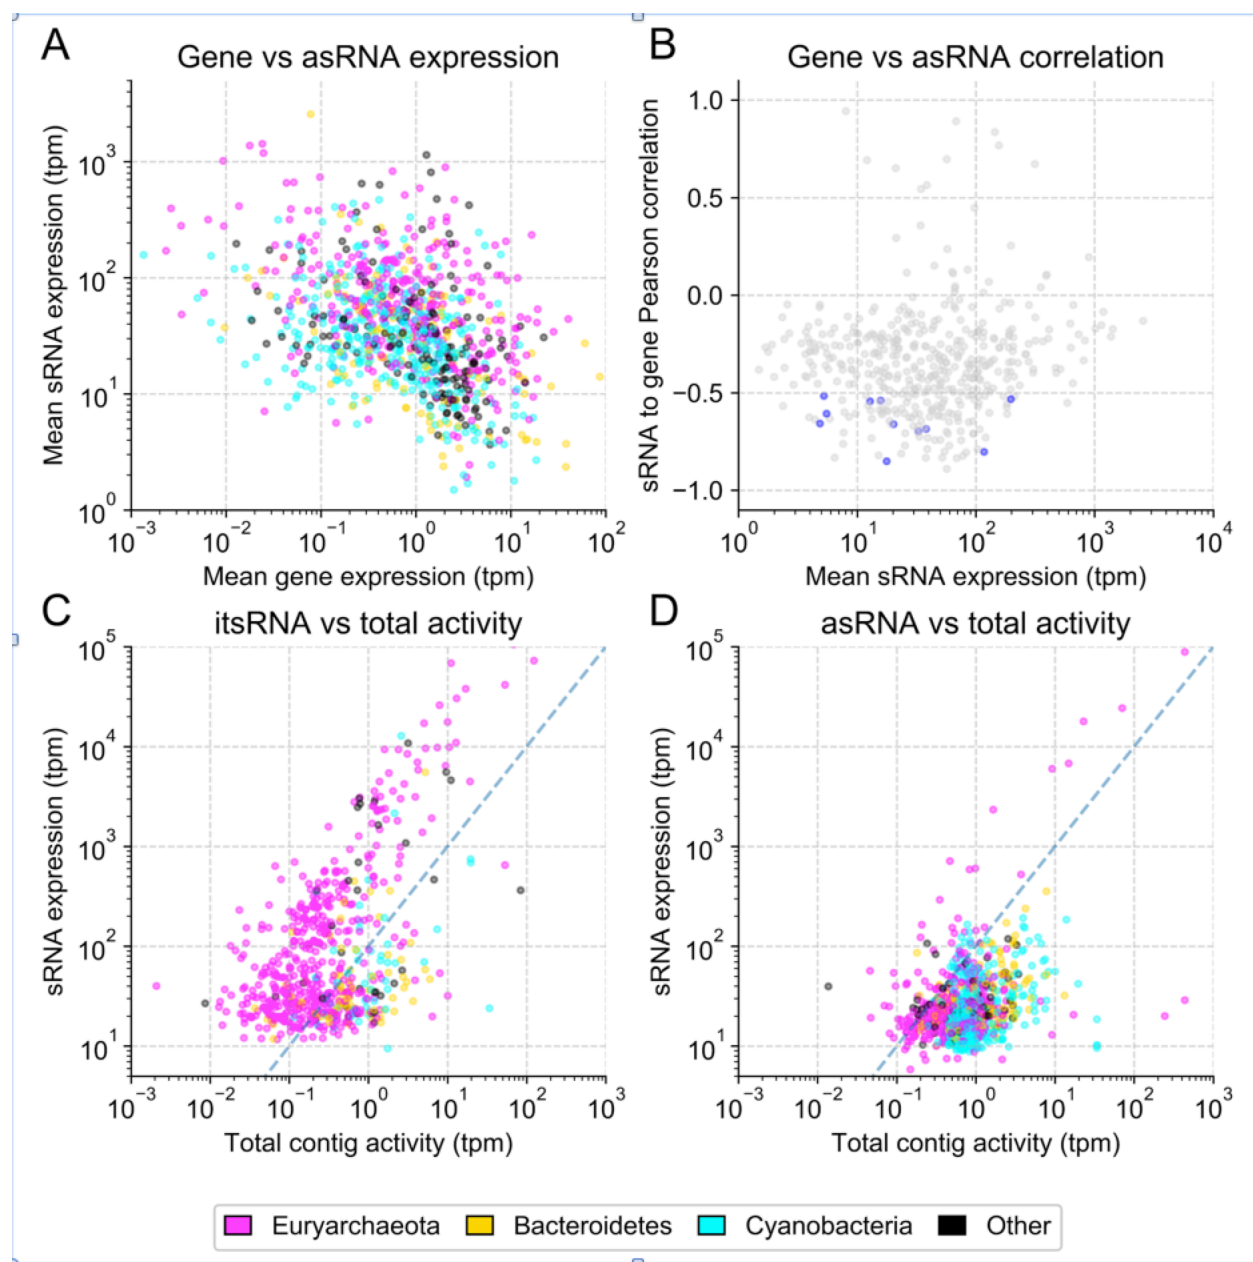 A
Gene vs asRNA expression
Mean sRNA expression (tpm)
10^3
10^2
10^1
10^0
10^−3 10^−2 10^−1 10^0 10^1 10^2
Mean gene expression (tpm)
B
Gene vs asRNA correlation
sRNA to gene Pearson correlation
1.0
0.5
0.0
−0.5
−1.0
10^0 10^1 10^2 10^3 10^4
Mean sRNA expression (tpm)
C
itsRNA vs total activity
sRNA expression (tpm)
10^5
10^4
10^3
10^2
10^1
10^−3 10^−2 10^−1 10^0 10^1 10^2 10^3
Total contig activity (tpm)
D
asRNA vs total activity
sRNA expression (tpm)
10^5
10^4
10^3
10^2
10^1
10^−3 10^−2 10^−1 10^0 10^1 10^2 10^3
Total contig activity (tpm)
Euryarchaeota Bacteroidetes Cyanobacteria Other